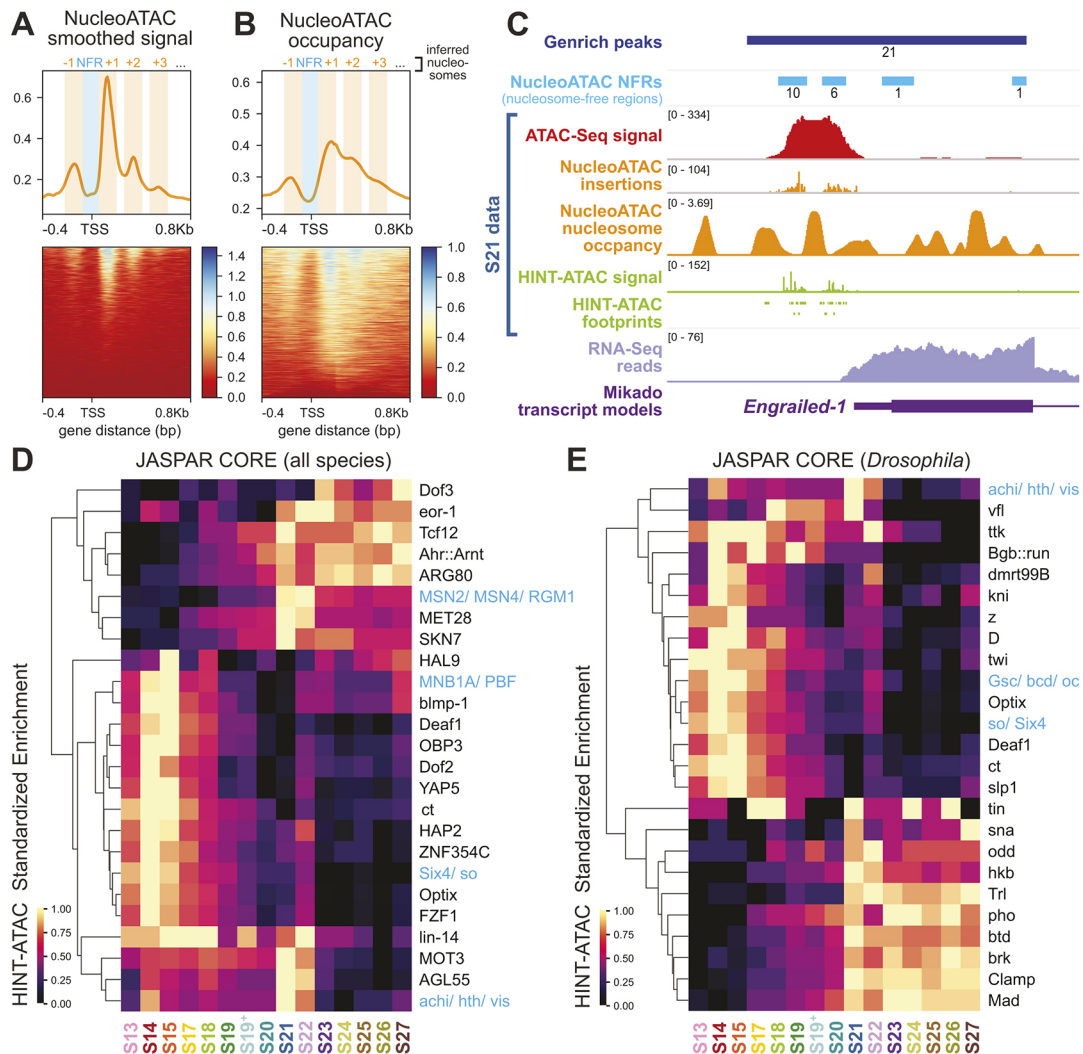 A
NucleoATAC
smoothed signal
-1 NFR +1 +2 +3 ...
0.6
0.4
0.2
-0.4 TSS 0.8Kb
1.4
1.2
1.0
0.8
0.6
0.4
0.2
0.0
-0.4 TSS 0.8Kb
gene distance (bp)
B
NucleoATAC
occupancy
-1 NFR +1 +2 +3 ...
inferred
nucleo-
somes
0.6
0.5
0.4
0.3
0.2
-0.4 TSS 0.8Kb
1.0
0.8
0.6
0.4
0.2
0.0
-0.4 TSS 0.8Kb
gene distance (bp)
C
Genrich peaks
21
NucleoATAC NFRs
(nucleosome-free regions)
10 6 1 1
S21 data
ATAC-Seq signal
[0 - 334]
NucleoATAC
insertions
[0 - 104]
NucleoATAC
nucleosome
occpancy
[0 - 3.69]
HINT-ATAC signal
[0 - 152]
HINT-ATAC
footprints
RNA-Seq
reads
[0 - 76]
Mikado
transcript models
Engrailed-1
D
JASPAR CORE (all species)
Dof3
eor-1
Tcf12
Ahr::Arnt
ARG80
MSN2/ MSN4/ RGM1
MET28
SKN7
HAL9
MNB1A/ PBF
blmp-1
Deaf1
OBP3
Dof2
YAP5
ct
HAP2
ZNF354C
Six4/ so
Optix
FZF1
lin-14
MOT3
AGL55
achi/ hth/ vis
HINT-ATAC Standardized Enrichment
1.00
0.75
0.50
0.25
0.00
S13 S14 S15 S17 S18 S19 S19+ S20 S21 S22 S23 S24 S25 S26 S27
E
JASPAR CORE (Drosophila)
achi/ hth/ vis
vfl
ttk
Bgb::run
dmrt99B
kni
z
D
twi
Gsc/ bcd/ oc
Optix
so/ Six4
Deaf1
ct
slp1
tin
sna
odd
hkb
Trl
pho
btd
brk
Clamp
Mad
HINT-ATAC Standardized Enrichment
1.00
0.75
0.50
0.25
0.00
S13 S14 S15 S17 S18 S19 S19+ S20 S21 S22 S23 S24 S25 S26 S27